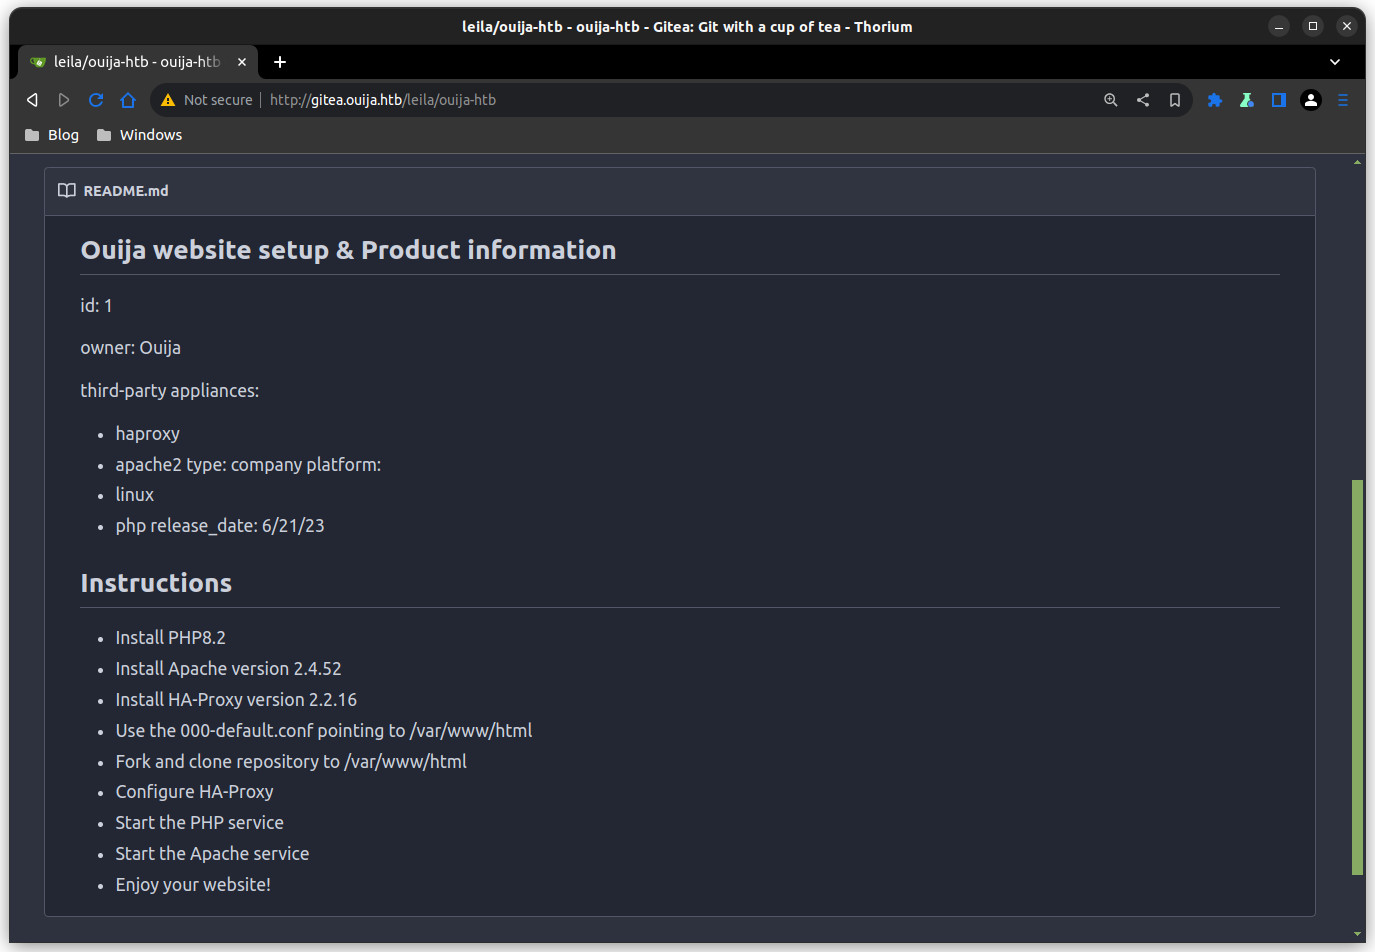 leila/ouija-htb - ouija-htb - Gitea: Git with a cup of tea - Thorium
leila/ouija-htb - ouija-htb
Not secure http://gitea.ouija.htb/leila/ouija-htb
Blog Windows
README.md
Ouija website setup & Product information
id: 1
owner: Ouija
third-party appliances:
• haproxy
• apache2 type: company platform:
• linux
• php release_date: 6/21/23
Instructions
• Install PHP8.2
• Install Apache version 2.4.52
• Install HA-Proxy version 2.2.16
• Use the 000-default.conf pointing to /var/www/html
• Fork and clone repository to /var/www/html
• Configure HA-Proxy
• Start the PHP service
• Start the Apache service
• Enjoy your website!